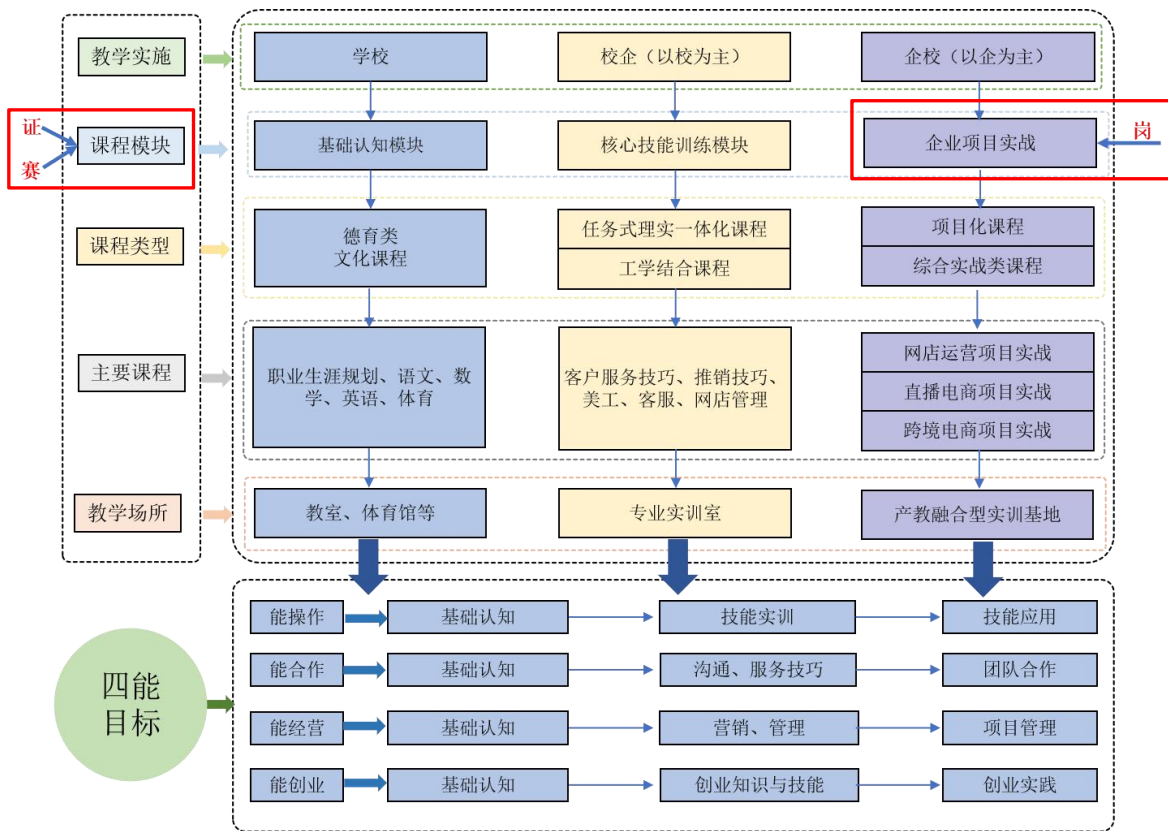 教学实施
学校
校企（以校为主）
企校（以企为主）
证
赛
课程模块
基础认知模块
核心技能训练模块
企业项目实战
岗
课程类型
德育类
文化课程
任务式理实一体化课程
工学结合课程
项目化课程
综合实战类课程
主要课程
职业生涯规划、语文、数
学、英语、体育
客户服务技巧、推销技巧、
美工、客服、网店管理
网店运营项目实战
直播电商项目实战
跨境电商项目实战
教学场所
教室、体育馆等
专业实训室
产教融合型实训基地
四能
目标
能操作
基础认知
技能实训
技能应用
能合作
基础认知
沟通、服务技巧
团队合作
能经营
基础认知
营销、管理
项目管理
能创业
基础认知
创业知识与技能
创业实践